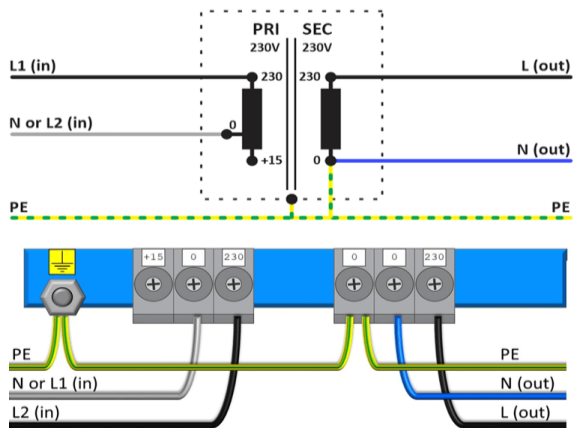 PRI SEC
230V 230V
L1 (in) 230 230 L (out)
N or L2 (in) 0
+15 0 N (out)
PE PE
+15 0 230 0 0 230
PE PE
N or L1 (in) N (out)
L2 (in) L (out)